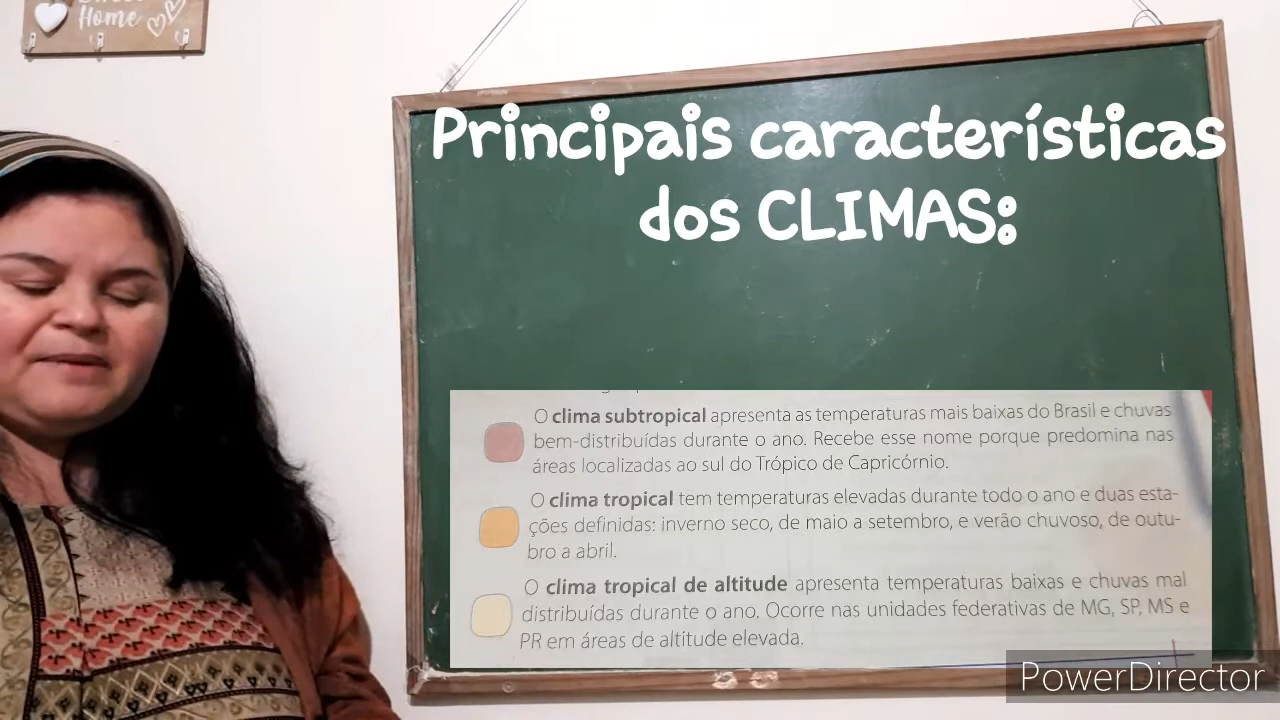 Home
Principais características
dos CLIMAS:
O clima subtropical apresenta as temperaturas mais baixas do Brasil e chuvas
bem-distribuídas durante o ano. Recebe esse nome porque predomina nas
áreas localizadas ao sul do Trópico de Capricórnio.
O clima tropical tem temperaturas elevadas durante todo o ano e duas esta-
ções definidas: inverno seco, de maio a setembro, e verão chuvoso, de outu-
bro a abril.
O clima tropical de altitude apresenta temperaturas baixas e chuvas mal
distribuídas durante o ano. Ocorre nas unidades federativas de MG, SP, MS e
PR em áreas de altitude elevada.
PowerDirector